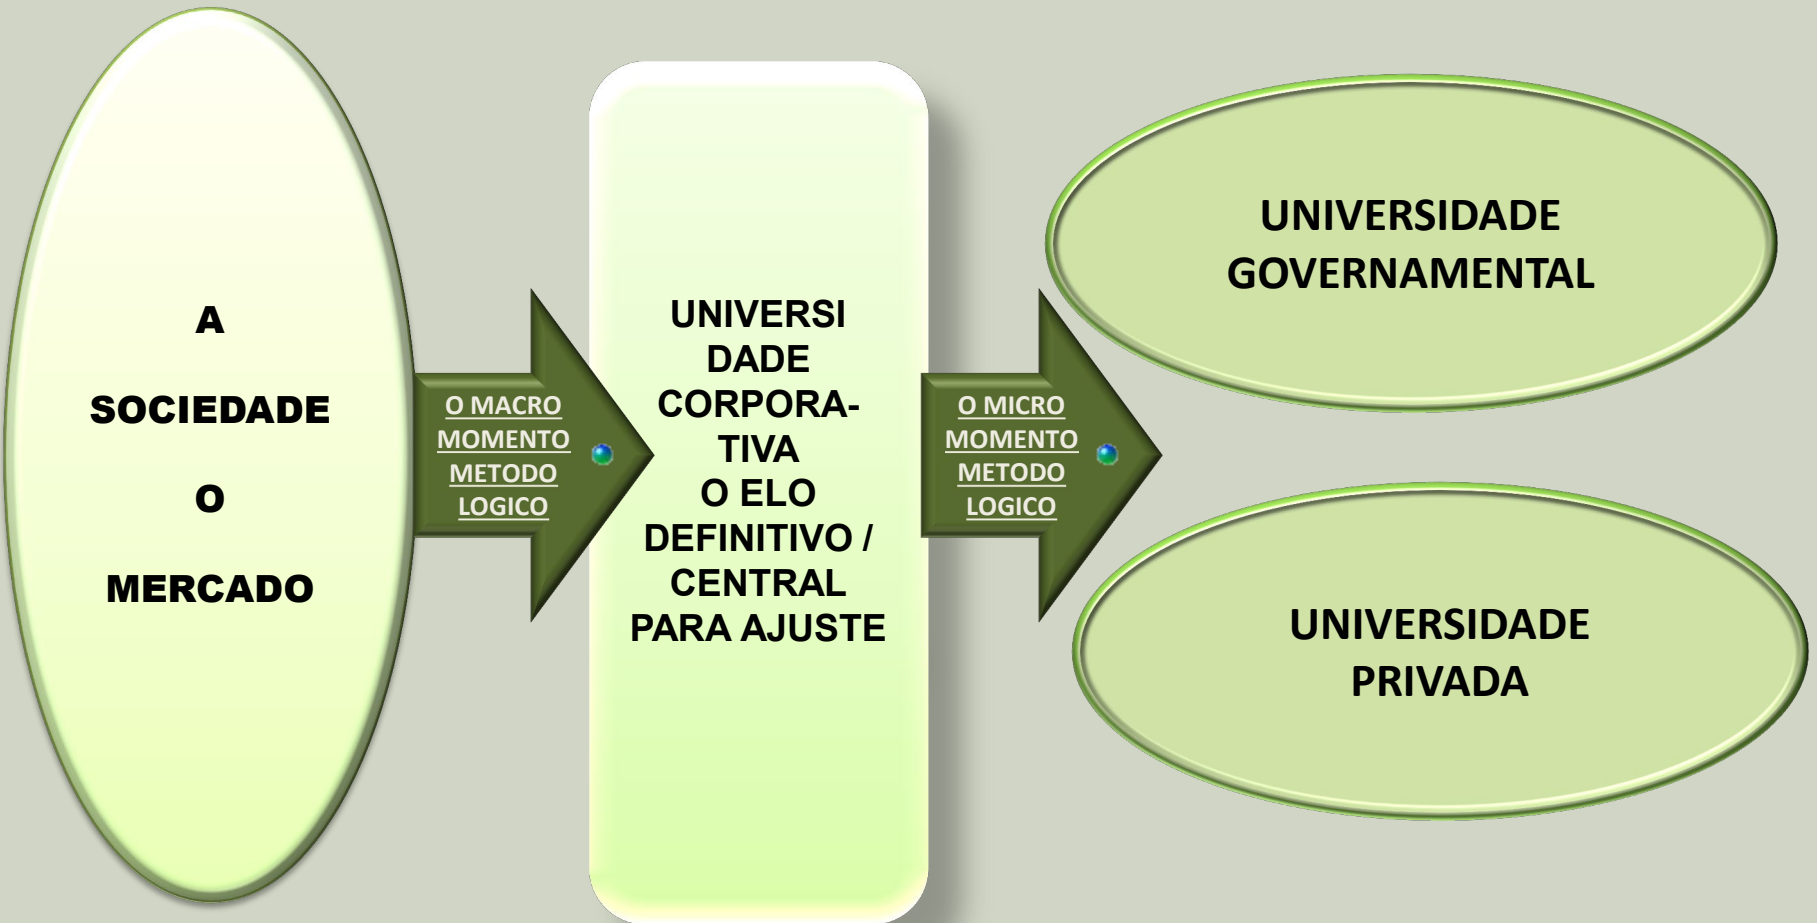 A
SOCIEDADE
O
MERCADO
O MACRO
MOMENTO
METODO
LOGICO
UNIVERSI
DADE
CORPORA-
TIVA
O ELO
DEFINITIVO /
CENTRAL
PARA AJUSTE
O MICRO
MOMENTO
METODO
LOGICO
UNIVERSIDADE
GOVERNAMENTAL
UNIVERSIDADE
PRIVADA